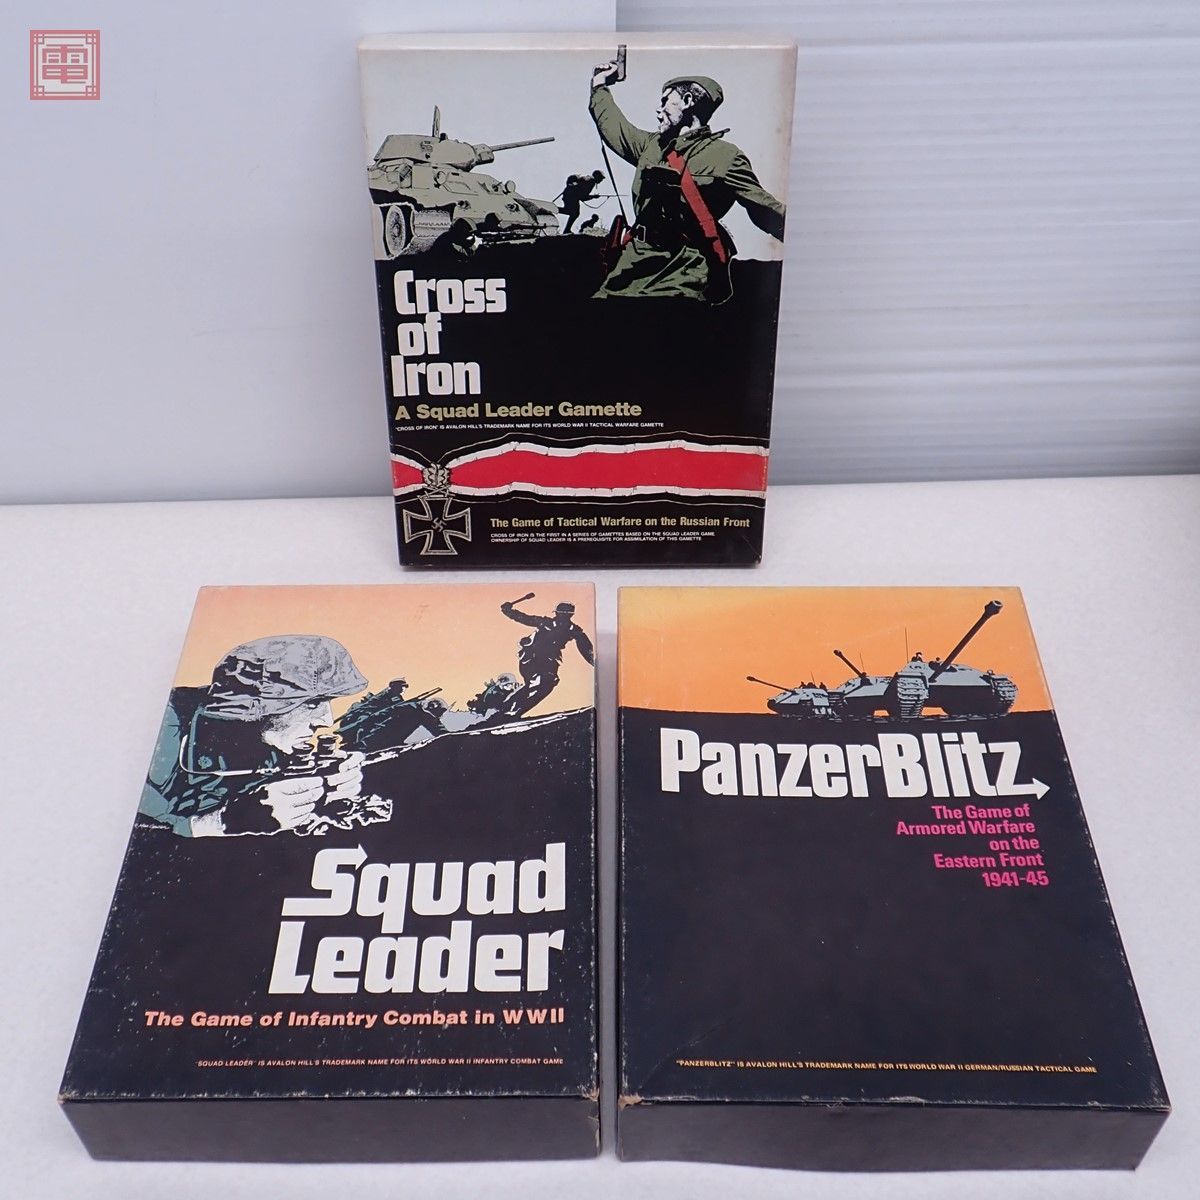 電
Cross
of
Iron
A Squad Leader Gamette
"CROSS OF IRON" IS AVALON HILL'S TRADEMARK NAME FOR ITS WORLD WAR II TACTICAL WARFARE GAMETTE
The Game of Tactical Warfare on the Russian Front
CROSS OF IRON IS THE FIRST IN A SERIES OF GAMETTES BASED ON THE SQUAD LEADER GAME.
OWNERSHIP OF SQUAD LEADER IS A PREREQUISITE FOR ASSIMILATION OF THIS GAMETTE
Squad
Leader
The Game of Infantry Combat in WWII
"SQUAD LEADER" IS AVALON HILL'S TRADEMARK NAME FOR ITS WORLD WAR II INFANTRY COMBAT GAME
PanzerBlitz
The Game of
Armored Warfare
on the
Eastern Front
1941-45
"PANZERBLITZ" IS AVALON HILL'S TRADEMARK NAME FOR ITS WORLD WAR II GERMAN/RUSSIAN TACTICAL GAME